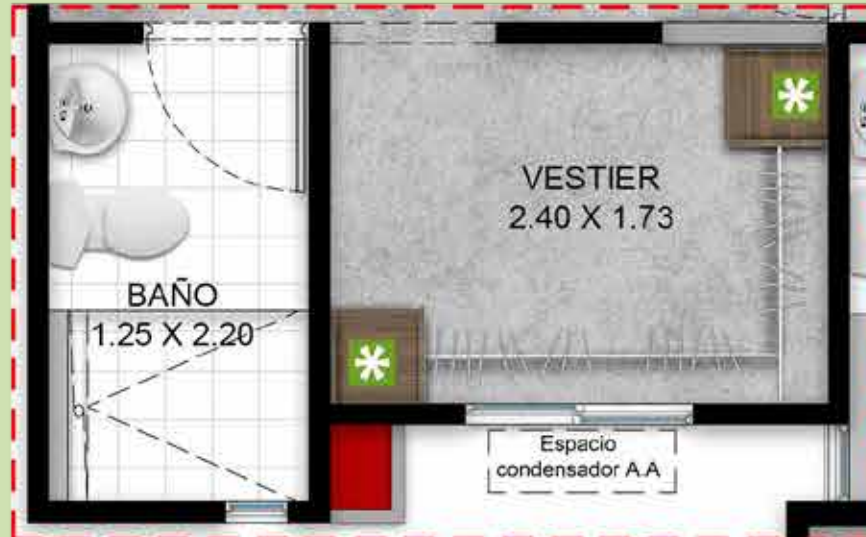 VESTIER
2.40 X 1.73
BAÑO
1.25 X 2.20
Espacio
condensador A.A